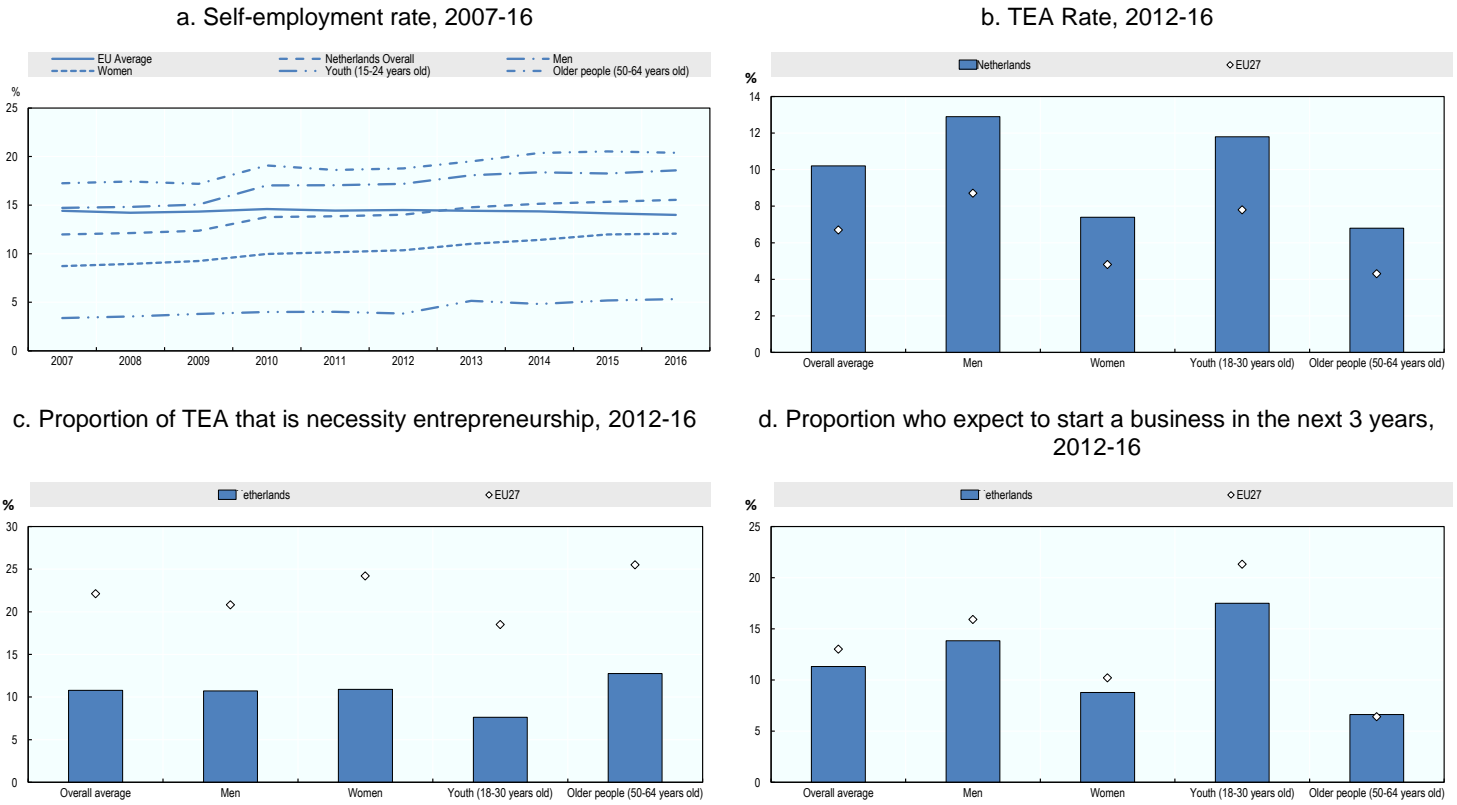 a. Self-employment rate, 2007-16
EU Average
Netherlands Overall
Men
Women
Youth (15-24 years old)
Older people (50-64 years old)
%
25
20
15
10
5
0
2007 2008 2009 2010 2011 2012 2013 2014 2015 2016
b. TEA Rate, 2012-16
Netherlands
EU27
%
14
12
10
8
6
4
2
0
Overall average Men Women Youth (18-30 years old) Older people (50-64 years old)
c. Proportion of TEA that is necessity entrepreneurship, 2012-16
etherlands
EU27
%
30
25
20
15
10
5
0
Overall average Men Women Youth (18-30 years old) Older people (50-64 years old)
d. Proportion who expect to start a business in the next 3 years,
2012-16
etherlands
EU27
%
25
20
15
10
5
0
Overall average Men Women Youth (18-30 years old) Older people (50-64 years old)